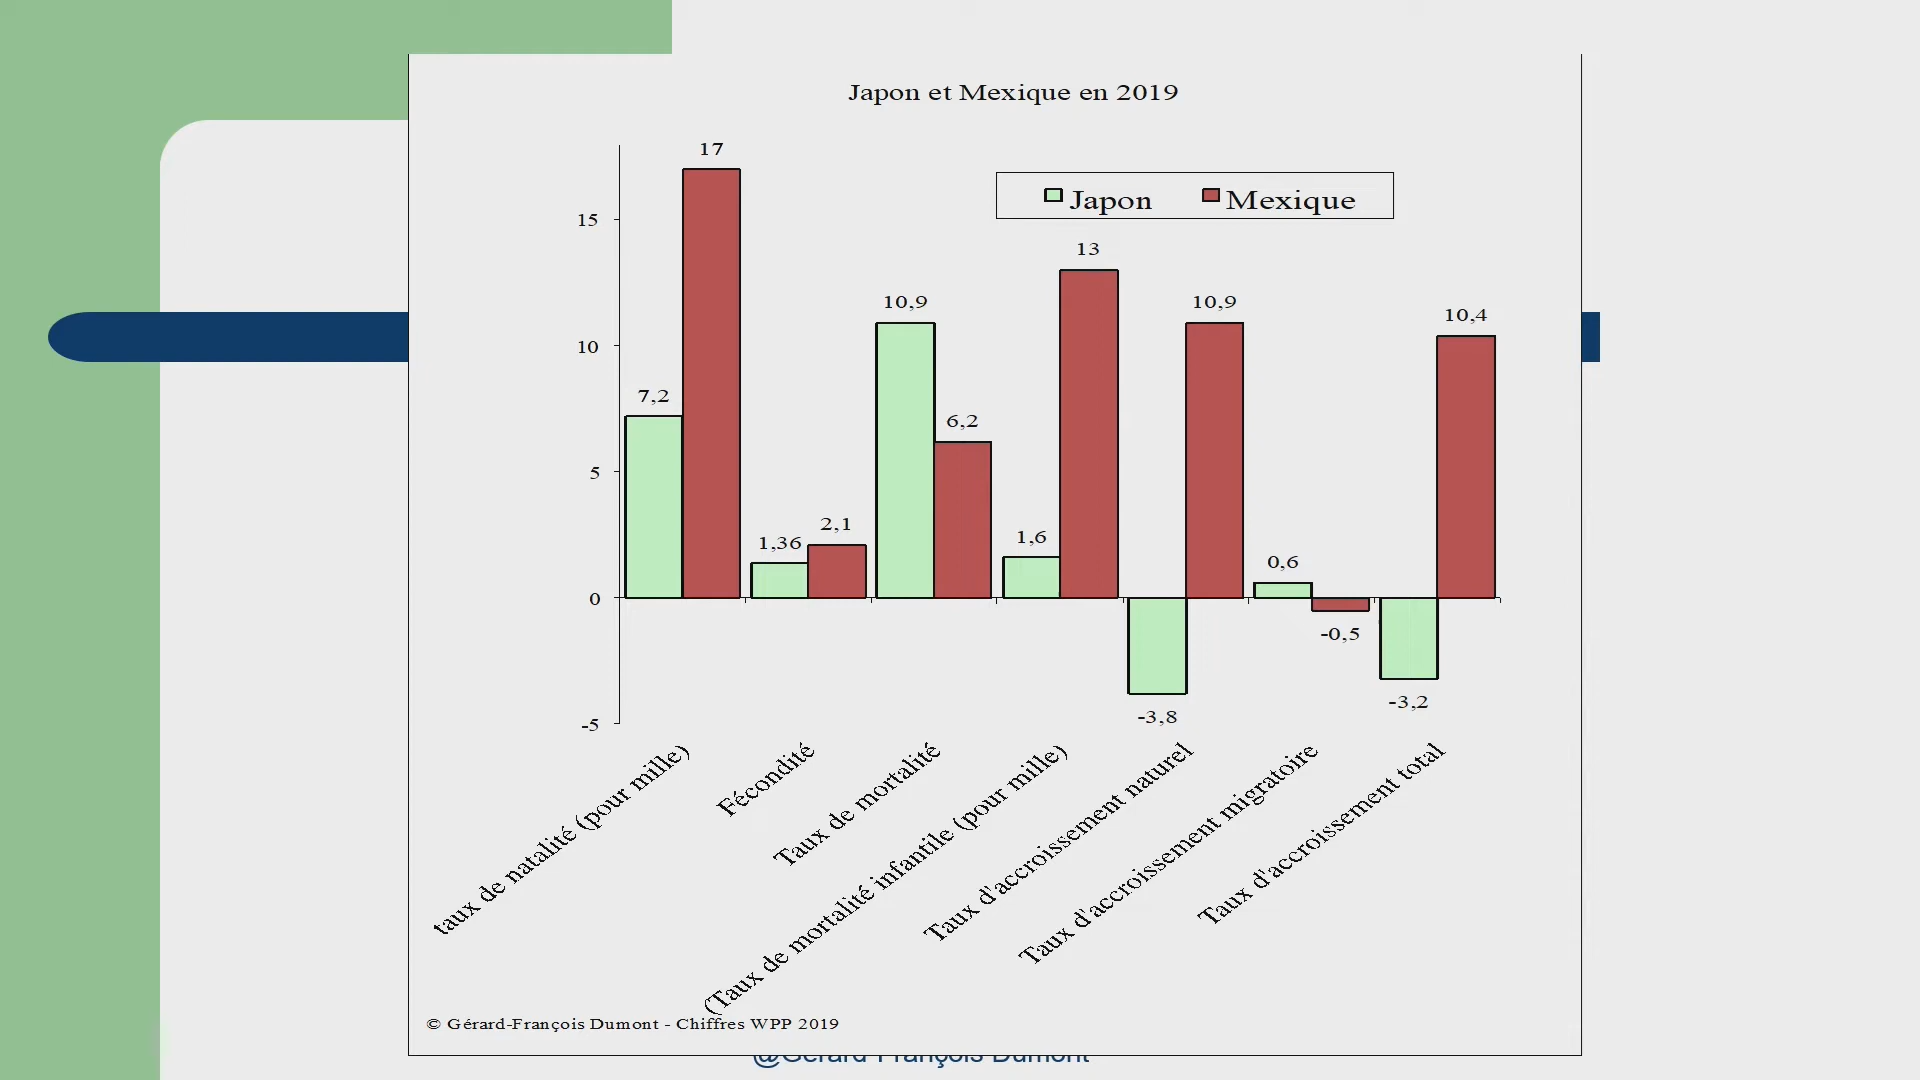 Japon et Mexique en 2019
17
Japon
Mexique
15
13
10,9
10,9
10,4
10
7,2
6,2
5
1,36
2,1
1,6
0,6
0
-0,5
-3,8
-3,2
-5
taux de natalité (pour mille)
Fécondité
Taux de mortalité
(Taux de mortalité infantile (pour mille)
Taux d'accroissement naturel
Taux d'accroissement migratoire
Taux d'accroissement total
© Gérard-François Dumont - Chiffres WPP 2019
@Gérard-François Dumont